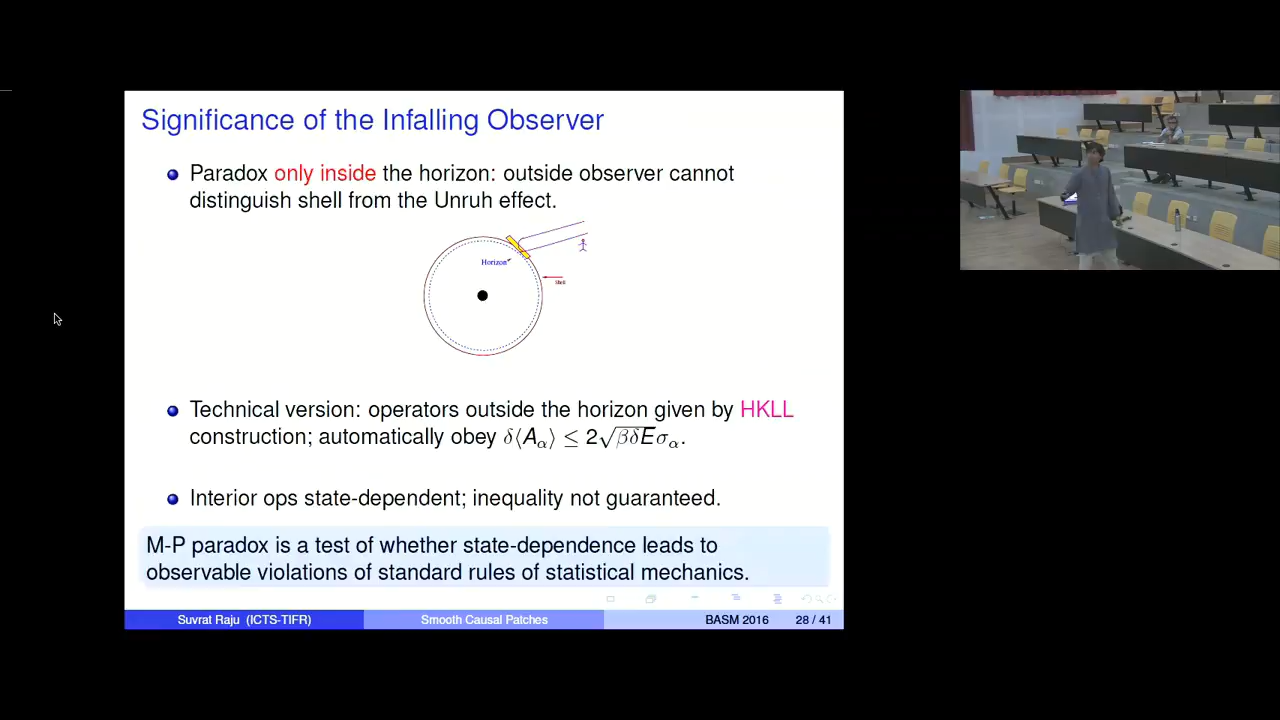 Significance of the Infalling Observer
Paradox only inside the horizon: outside observer cannot
distinguish shell from the Unruh effect.
Horizon
Shell
Technical version: operators outside the horizon given by HKLL
construction; automatically obey δ⟨A_α⟩ ≤ 2√(βδE)σ_α.
Interior ops state-dependent; inequality not guaranteed.
M-P paradox is a test of whether state-dependence leads to
observable violations of standard rules of statistical mechanics.
Suvrat Raju (ICTS-TIFR) Smooth Causal Patches BASM 2016 28 / 41